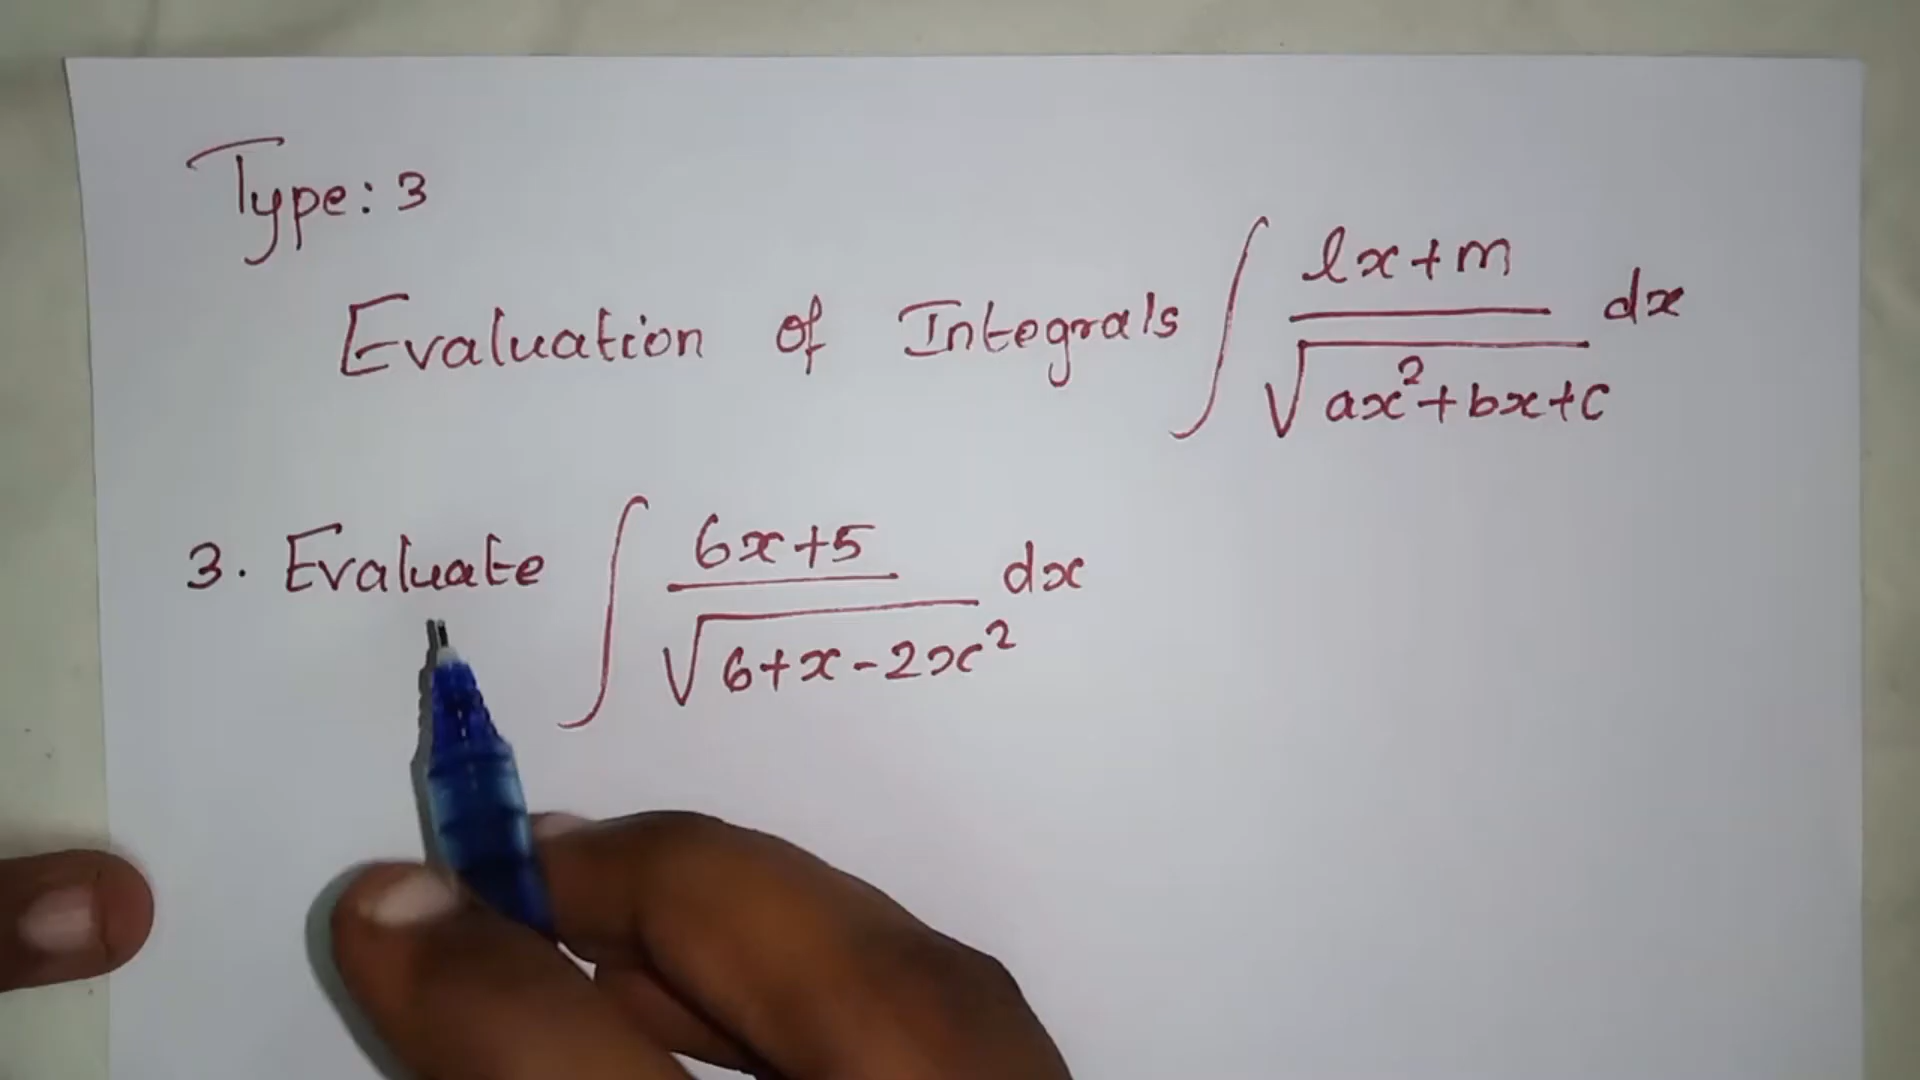 Type: 3
Evaluation of Integrals ∫ lx+m / √ax²+bx+c dx
3. Evaluate ∫ 6x+5 / √6+x-2x² dx